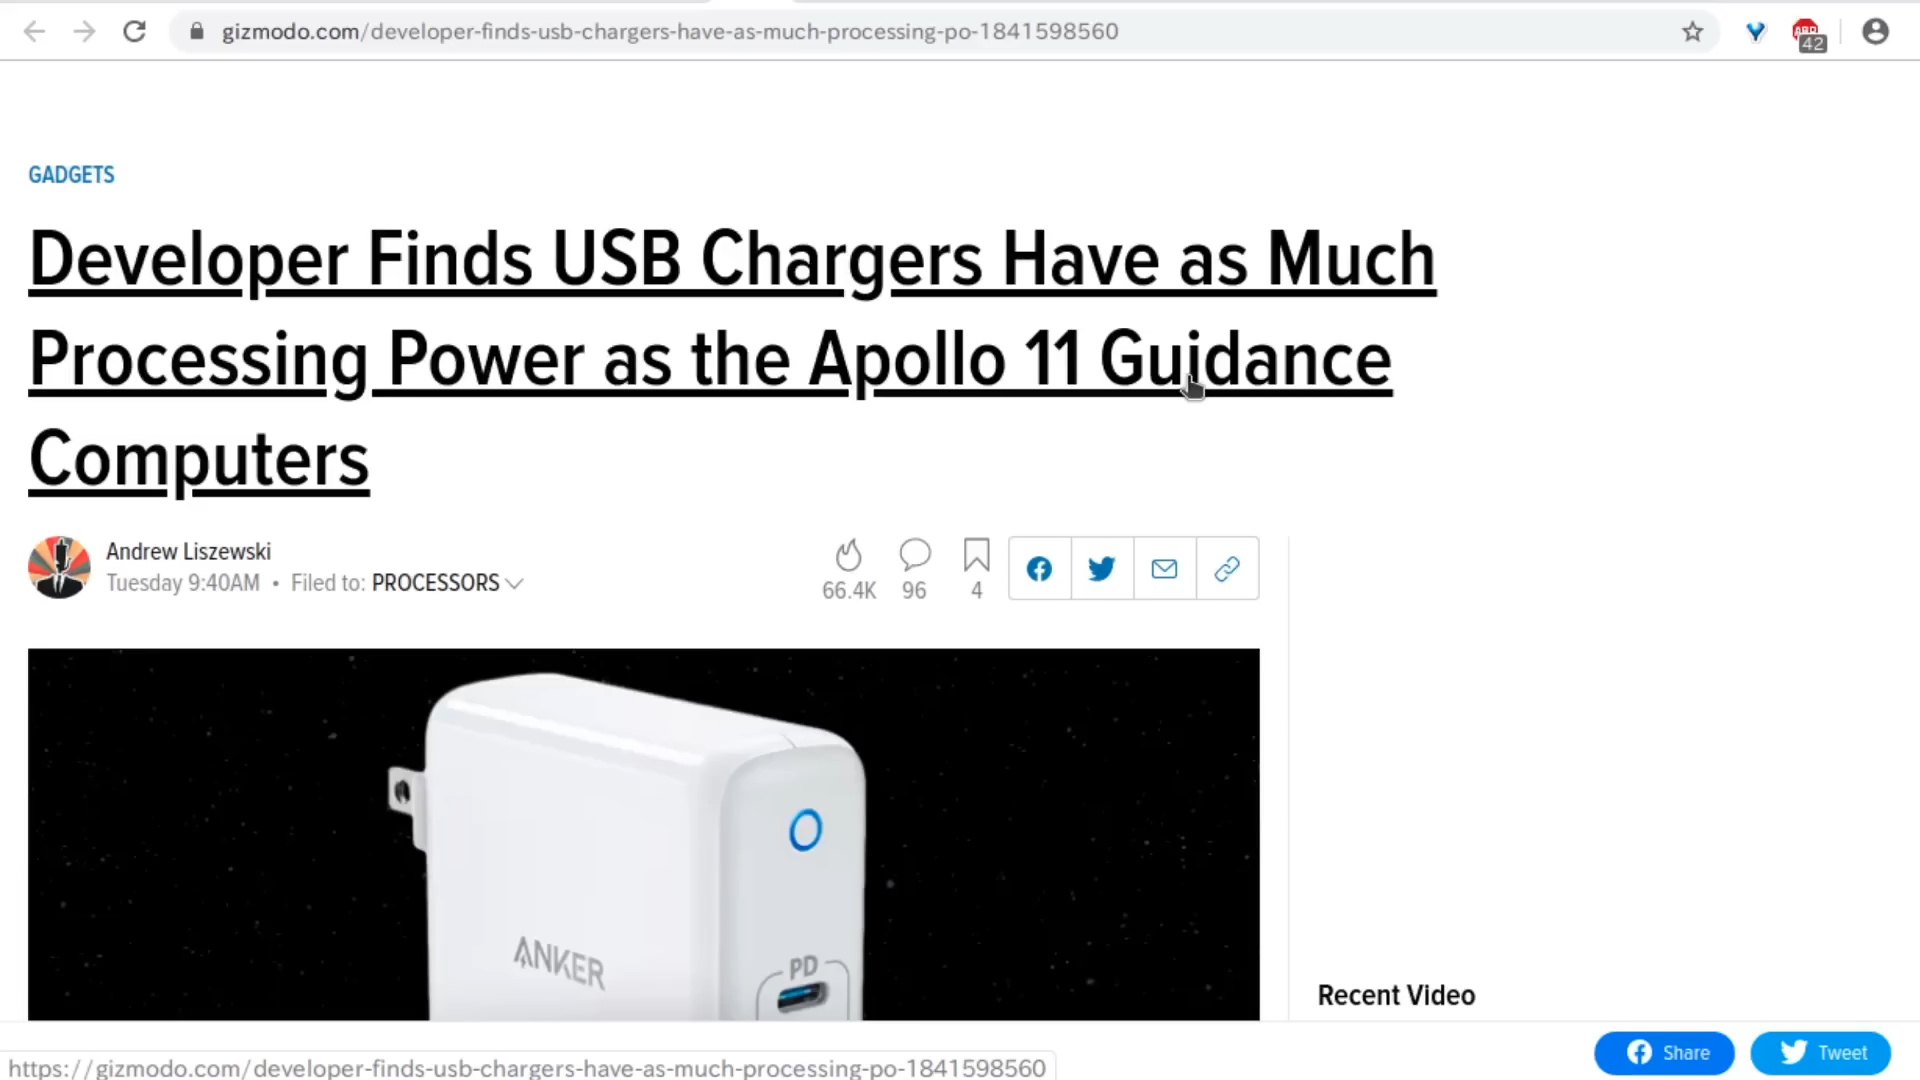 gizmodo.com/developer-finds-usb-chargers-have-as-much-processing-po-1841598560
42
GADGETS
Developer Finds USB Chargers Have as Much
Processing Power as the Apollo 11 Guidance
Computers
Andrew Liszewski
Tuesday 9:40AM • Filed to: PROCESSORS
66.4K 96 4
ANKER
PD
Recent Video
Share Tweet
https://gizmodo.com/developer-finds-usb-chargers-have-as-much-processing-po-1841598560